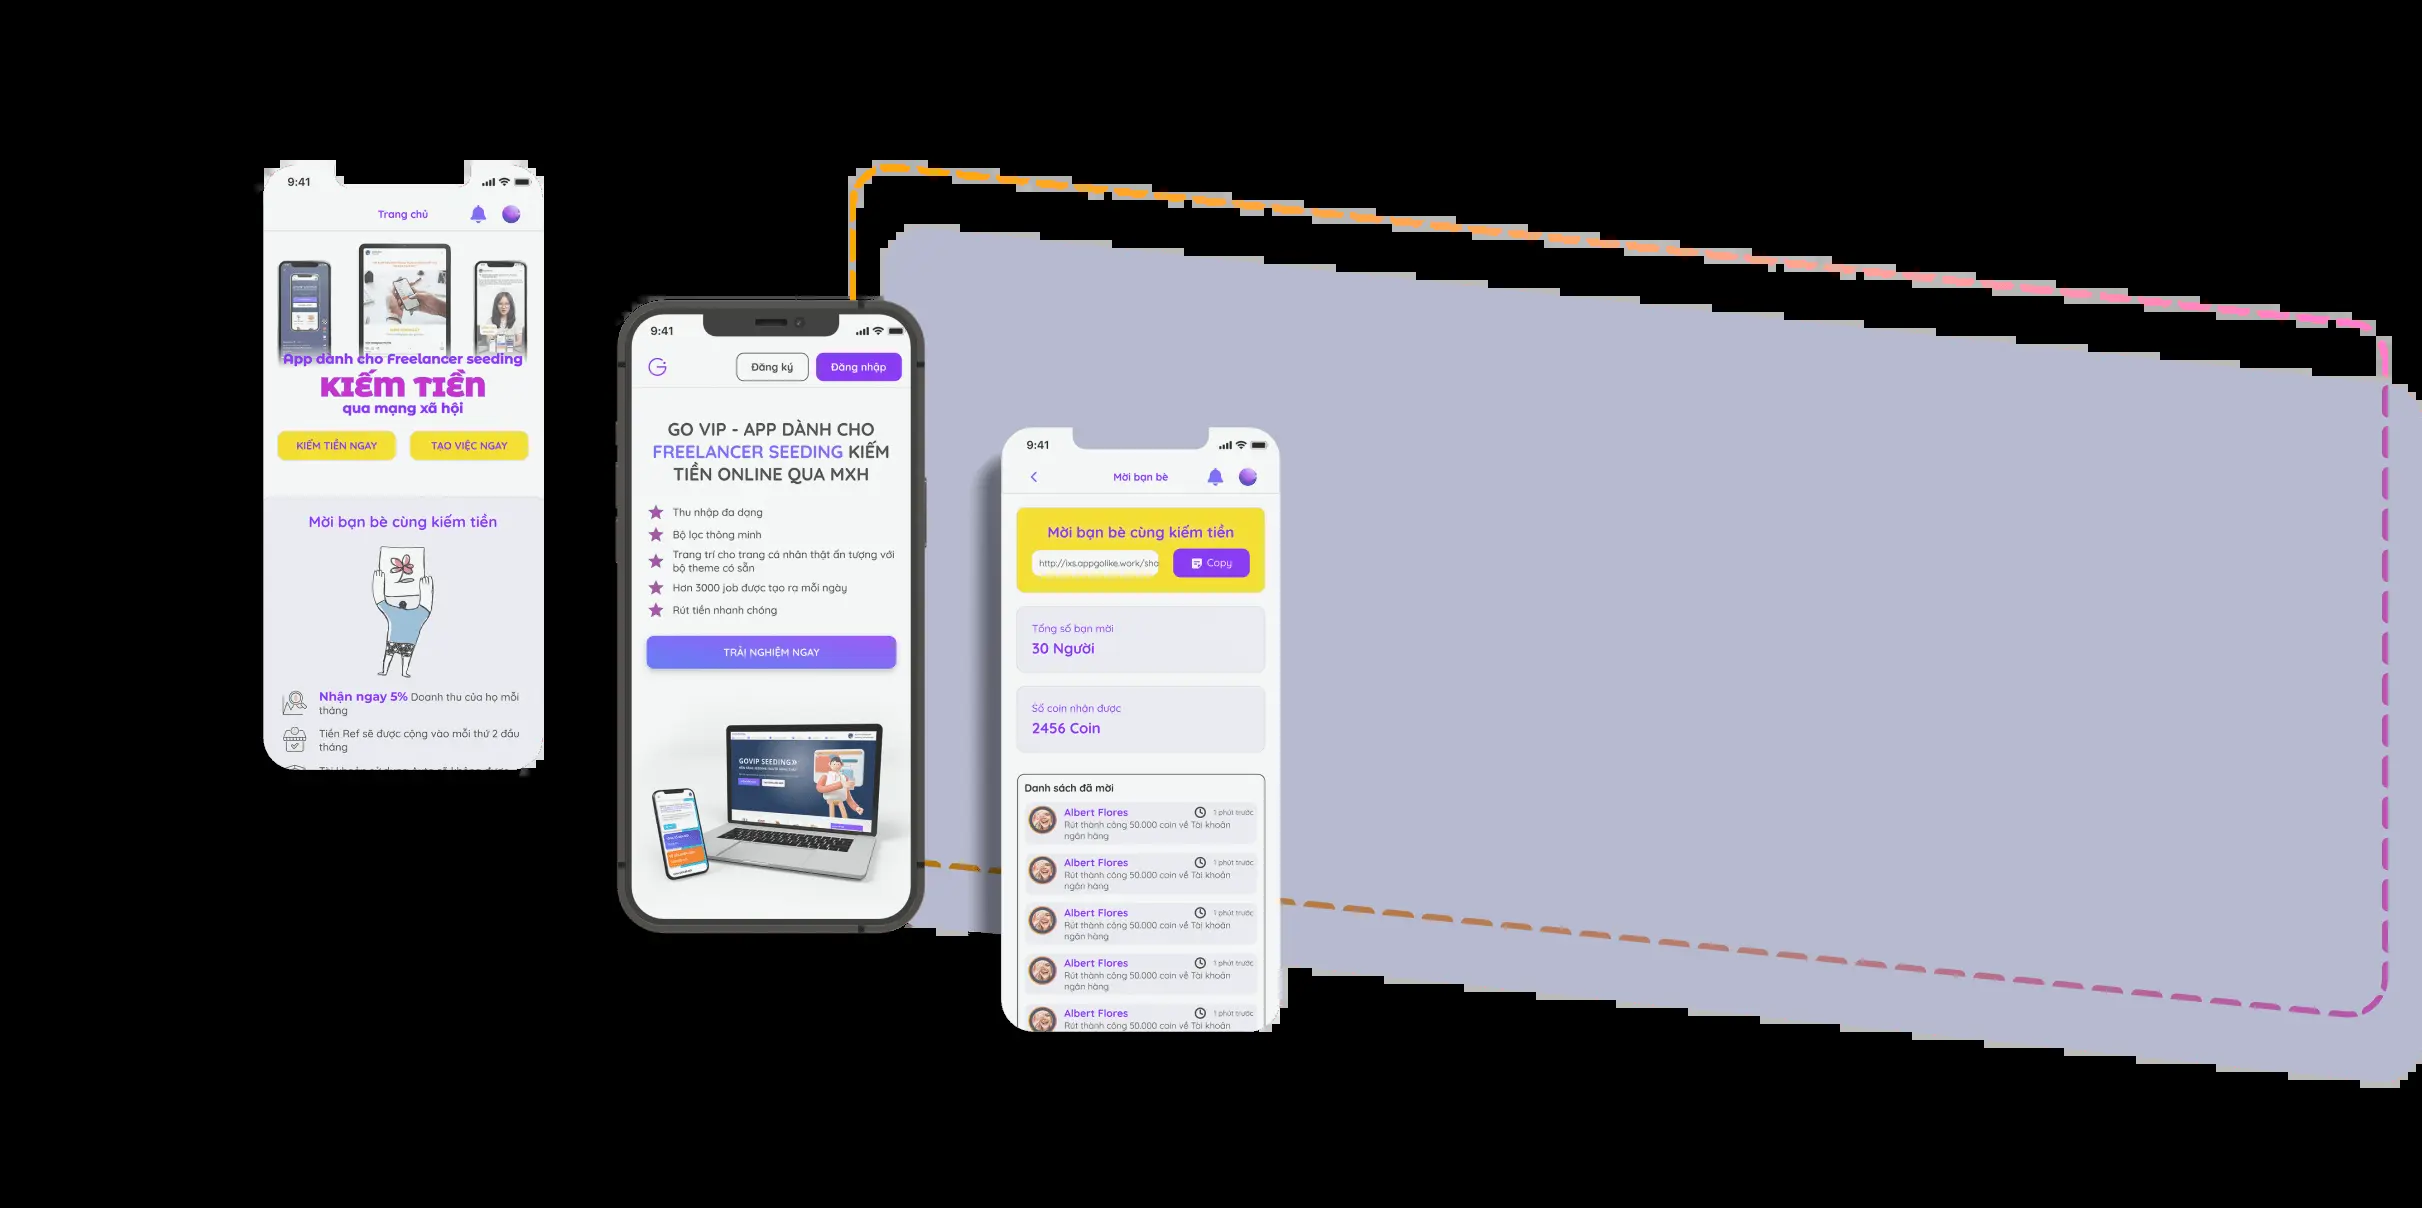 9:41
Trang chủ
App dành cho Freelancer seeding
KIẾM TIỀN
qua mạng xã hội
KIẾM TIỀN NGAY
TẠO VIỆC NGAY
Mời bạn bè cùng kiếm tiền
Nhận ngay 5% Doanh thu của họ mỗi
tháng
Tiền Ref sẽ được cộng vào mỗi thứ 2 đầu
tháng
9:41
Đăng ký
Đăng nhập
GO VIP - APP DÀNH CHO
FREELANCER SEEDING KIẾM
TIỀN ONLINE QUA MXH
Thu nhập đa dạng
Bộ lọc thông minh
Trang trí cho trang cá nhân thật ấn tượng với
bộ theme có sẵn
Hơn 3000 job được tạo ra mỗi ngày
Rút tiền nhanh chóng
TRẢI NGHIỆM NGAY
GOVIP SEEDING
9:41
Mời bạn bè
Mời bạn bè cùng kiếm tiền
http://ixs.appgolike.work/sha
Copy
Tổng số bạn mời
30 Người
Số coin nhận được
2456 Coin
Danh sách đã mời
Albert Flores
1 phút trước
Rút thành công 50.000 coin về Tài khoản
ngân hàng
Albert Flores
1 phút trước
Rút thành công 50.000 coin về Tài khoản
ngân hàng
Albert Flores
1 phút trước
Rút thành công 50.000 coin về Tài khoản
ngân hàng
Albert Flores
1 phút trước
Rút thành công 50.000 coin về Tài khoản
ngân hàng
Albert Flores
1 phút trước
Rút thành công 50.000 coin về Tài khoản